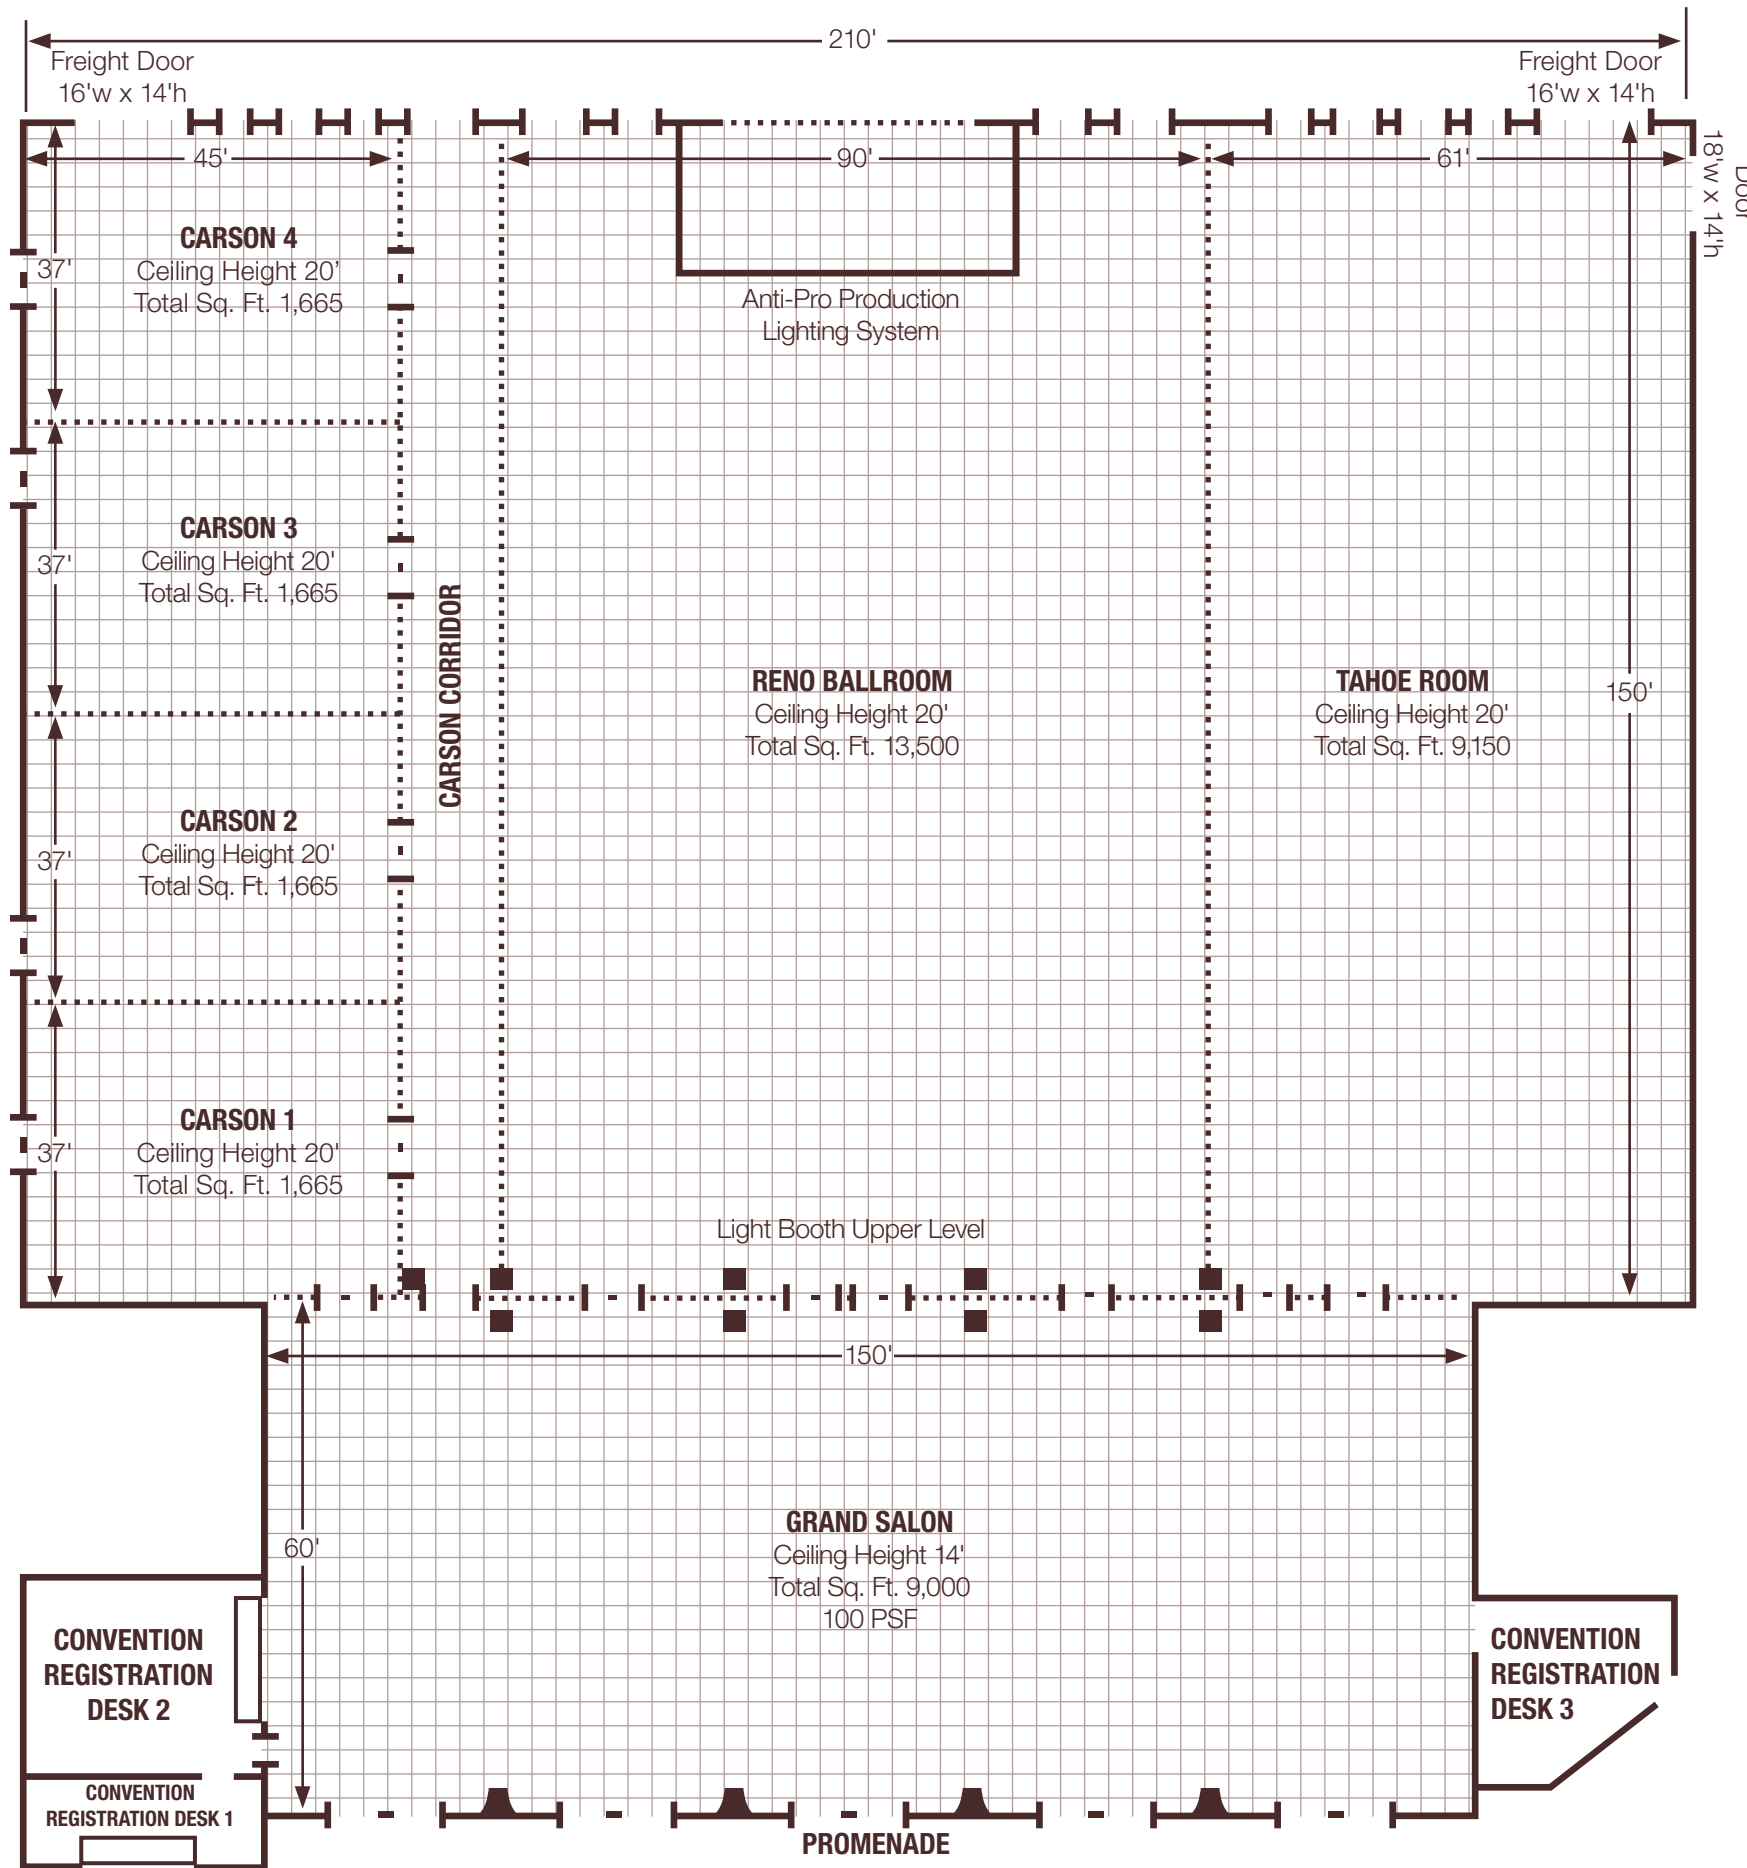 210'
Freight Door
16'w x 14'h
Freight Door
16'w x 14'h
45'
90'
61'
Door
18'w x 14'h
37'
CARSON 4
Ceiling Height 20’
Total Sq. Ft. 1,665
Anti-Pro Production
Lighting System
37'
CARSON 3
Ceiling Height 20'
Total Sq. Ft. 1,665
CARSON CORRIDOR
RENO BALLROOM
Ceiling Height 20'
Total Sq. Ft. 13,500
TAHOE ROOM
Ceiling Height 20'
Total Sq. Ft. 9,150
150'
37'
CARSON 2
Ceiling Height 20'
Total Sq. Ft. 1,665
37'
CARSON 1
Ceiling Height 20'
Total Sq. Ft. 1,665
Light Booth Upper Level
150'
60'
GRAND SALON
Ceiling Height 14'
Total Sq. Ft. 9,000
100 PSF
CONVENTION
REGISTRATION
DESK 2
CONVENTION
REGISTRATION
DESK 3
CONVENTION
REGISTRATION DESK 1
PROMENADE